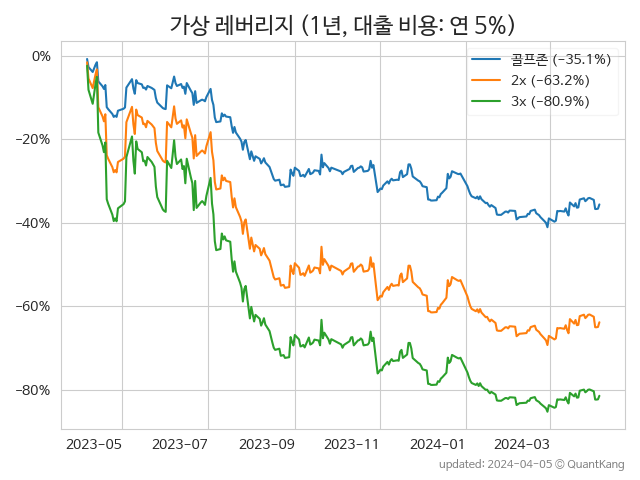 가상 레버리지 (1년, 대출 비용: 연 5%)
골프존 (−35.1%)
2x (−63.2%)
3x (−80.9%)
0%
−20%
−40%
−60%
−80%
2023-05 2023-07 2023-09 2023-11 2024-01 2024-03
updated: 2024-04-05 © QuantKang